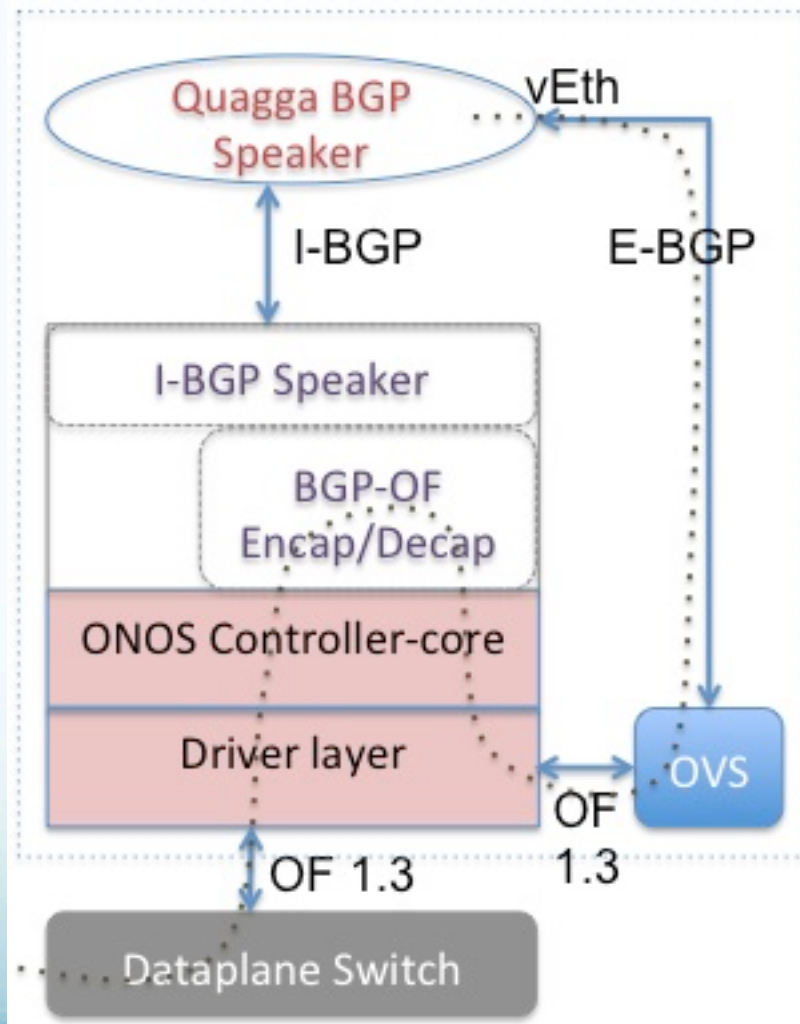 vEth
Quagga BGP
Speaker
I-BGP
E-BGP
I-BGP Speaker
BGP-OF
Encap/Decap
ONOS Controller-core
Driver layer
OVS
OF
1.3
OF 1.3
Dataplane Switch